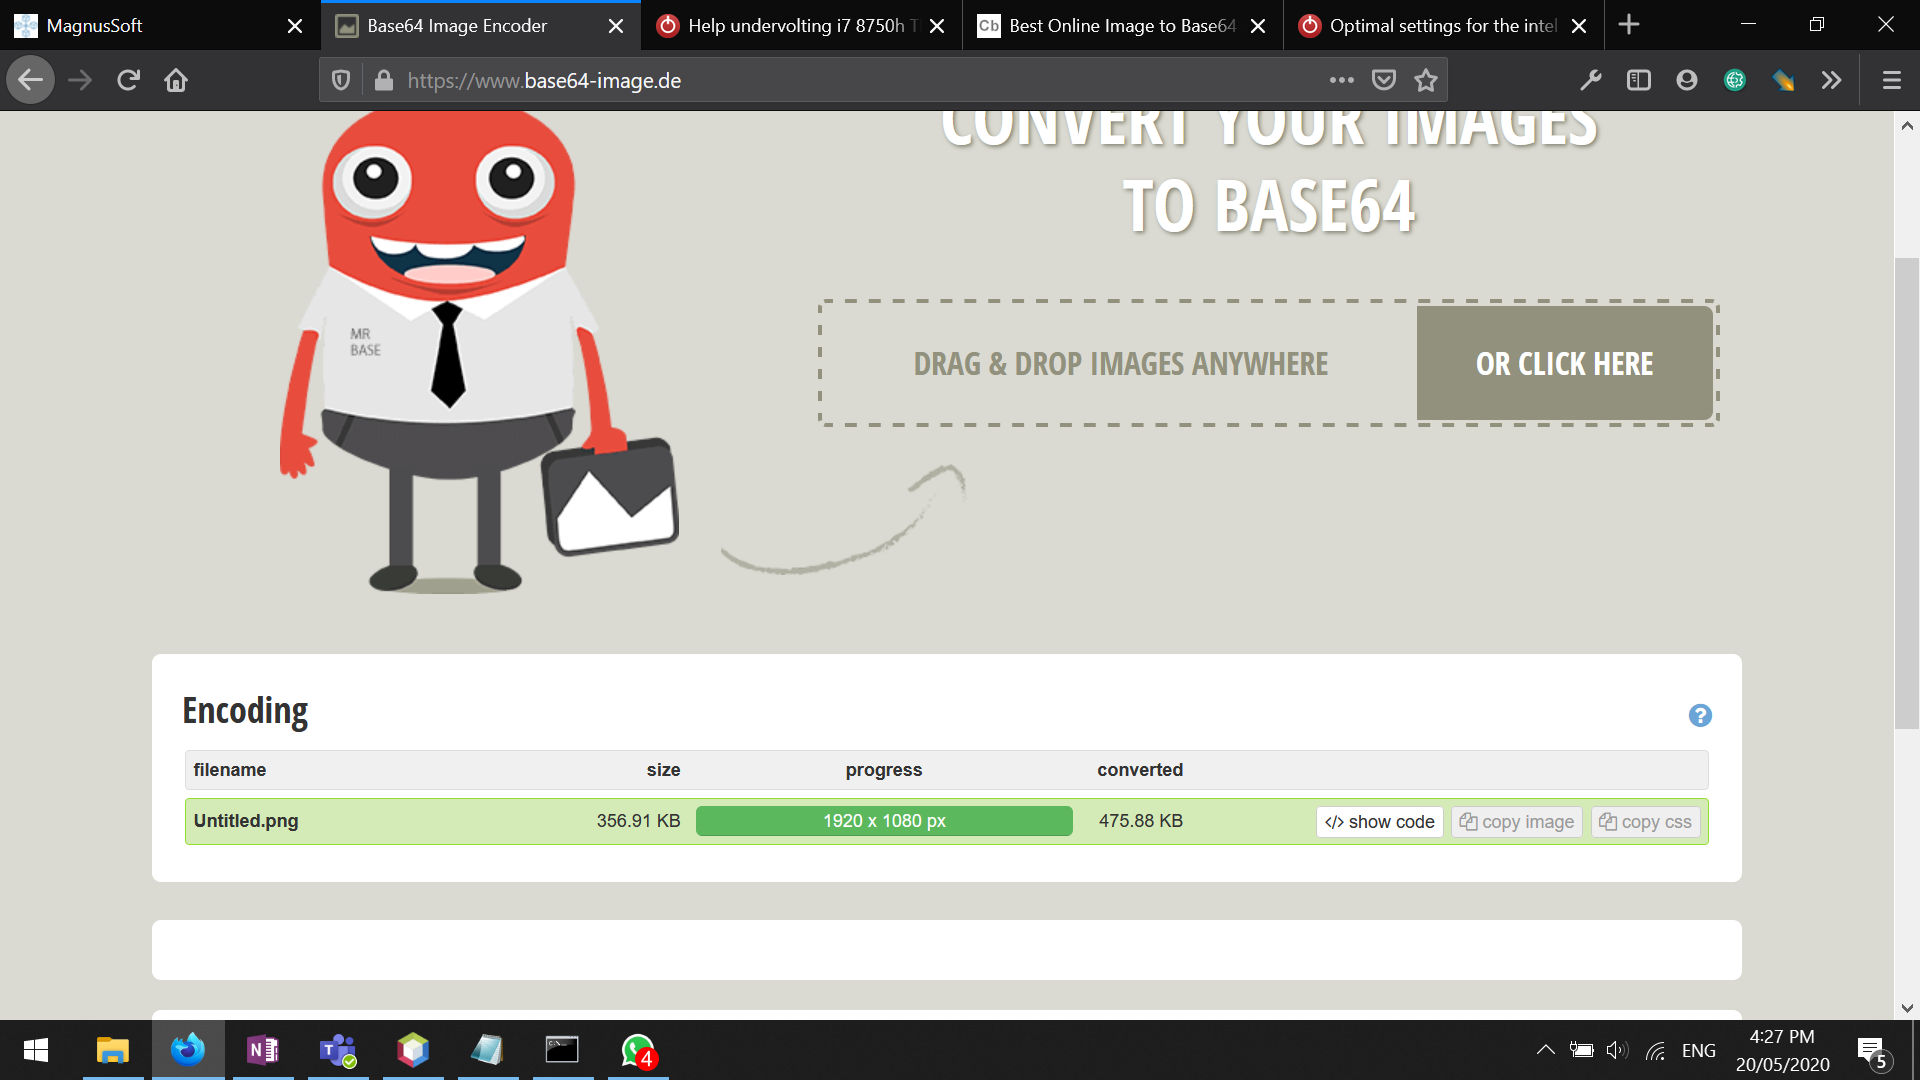 MagnusSoft
Base64 Image Encoder
Help undervolting i7 8750h T
Cb
Best Online Image to Base64
Optimal settings for the intel
https://www.base64-image.de
CONVERT YOUR IMAGES
TO BASE64
MR
BASE
DRAG & DROP IMAGES ANYWHERE
OR CLICK HERE
Encoding
?
filename size progress converted
Untitled.png 356.91 KB 1920 x 1080 px 475.88 KB </> show code copy image copy css
4
ENG
4:27 PM
20/05/2020
5